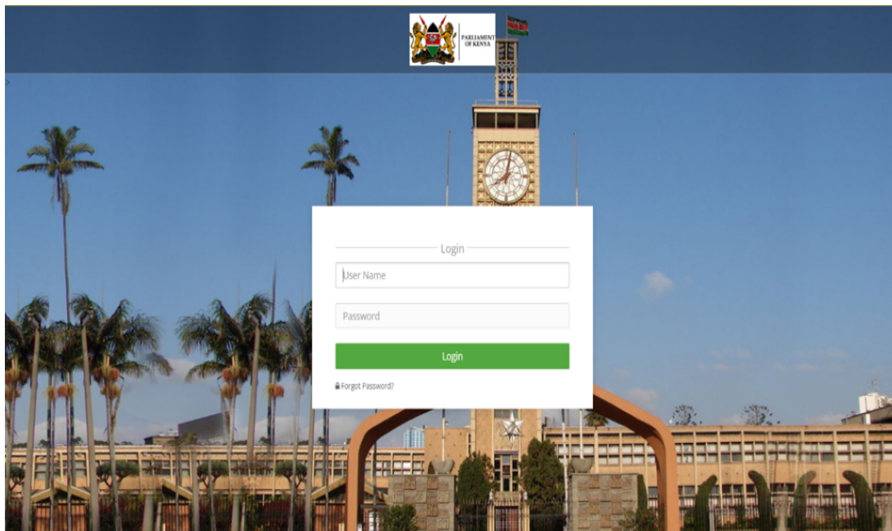 PARLIAMENT
OF KENYA
Login
User Name
Password
Login
Forgot Password?